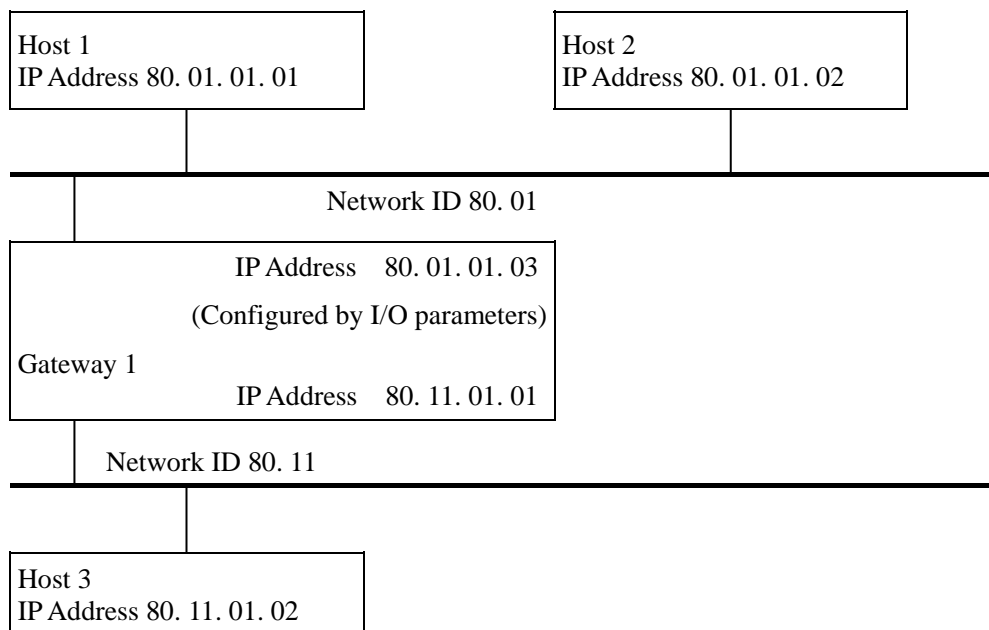 Host 1
IP Address 80. 01. 01. 01
Host 2
IP Address 80. 01. 01. 02
Network ID 80. 01
IP Address 80. 01. 01. 03
(Configured by I/O parameters)
Gateway 1
IP Address 80. 11. 01. 01
Network ID 80. 11
Host 3
IP Address 80. 11. 01. 02